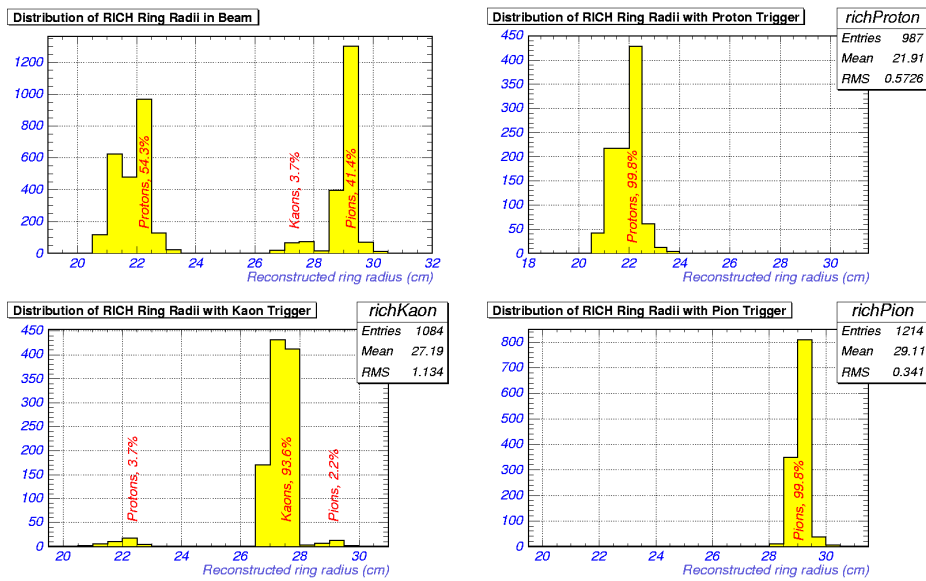 Distribution of RICH Ring Radii in Beam
1200
1000
800
600
400
200
0
Protons, 54.3%
Kaons, 3.7%
Pions, 41.4%
20 22 24 26 28 30 32
Reconstructed ring radius (cm)
Distribution of RICH Ring Radii with Proton Trigger
richProton
Entries 987
Mean 21.91
RMS 0.5726
450
400
350
300
250
200
150
100
50
0
Protons, 99.8%
18 20 22 24 26 28 30
Reconstructed ring radius (cm)
Distribution of RICH Ring Radii with Kaon Trigger
richKaon
Entries 1084
Mean 27.19
RMS 1.134
450
400
350
300
250
200
150
100
50
0
Protons, 3.7%
Kaons, 93.6%
Pions, 2.2%
20 22 24 26 28 30
Reconstructed ring radius (cm)
Distribution of RICH Ring Radii with Pion Trigger
richPion
Entries 1214
Mean 29.11
RMS 0.341
800
700
600
500
400
300
200
100
0
Pions, 99.8%
20 22 24 26 28 30
Reconstructed ring radius (cm)